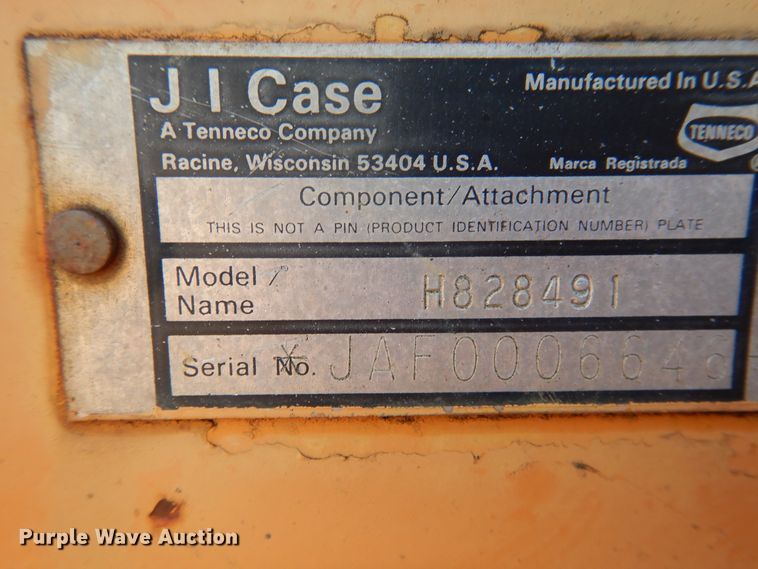 J I Case
A Tenneco Company
Racine, Wisconsin 53404 U.S.A.
Manufactured In U.S.A
TENNECO
Marca Registrada
®
Component/Attachment
THIS IS NOT A PIN (PRODUCT IDENTIFICATION NUMBER) PLATE
Model /
Name H828491
Serial No.
Purple Wave Auction